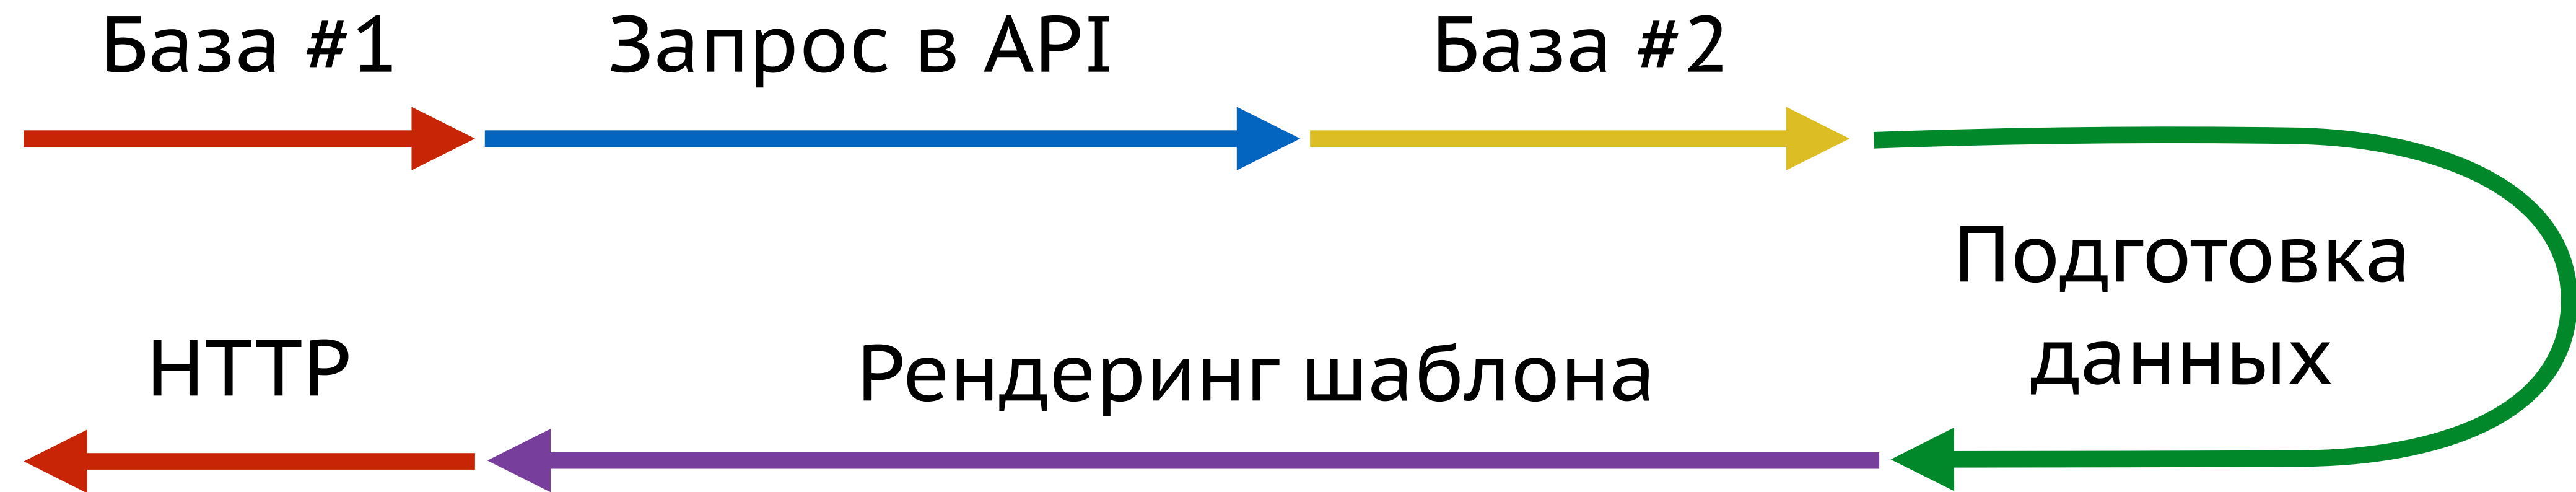 База #1
Запрос в API
База #2
Подготовка
данных
Рендеринг шаблона
HTTP